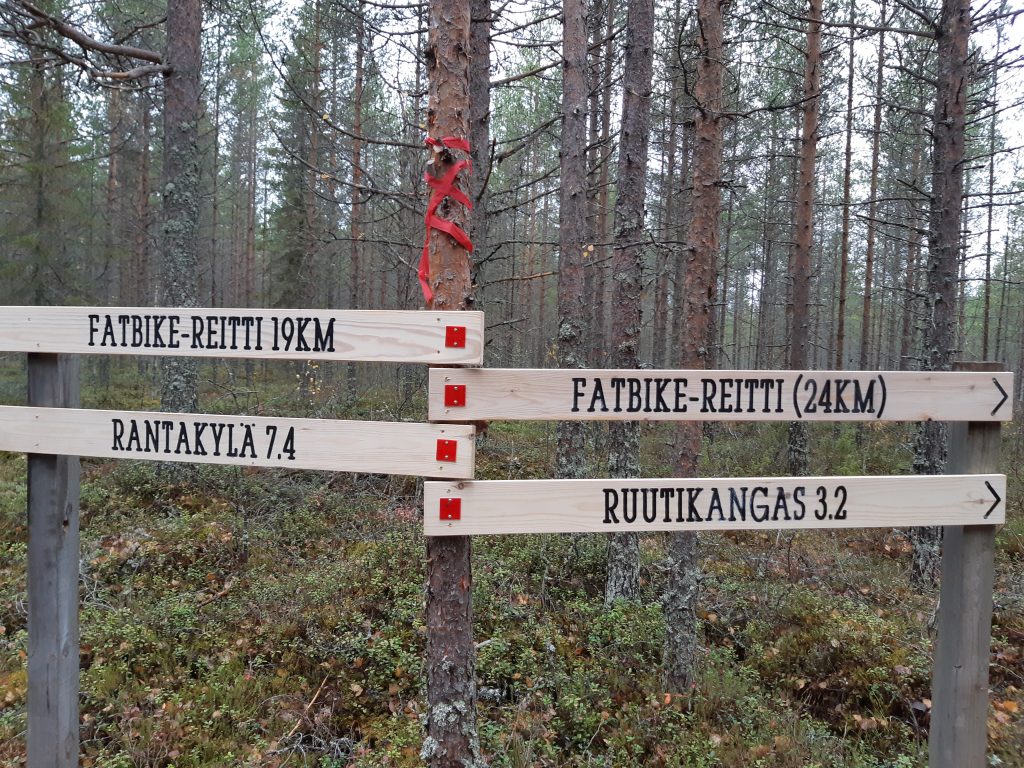 FATBIKE-REITTI 19KM
FATBIKE-REITTI (24KM)
RANTAKYLÄ 7.4
RUUTIKANGAS 3.2